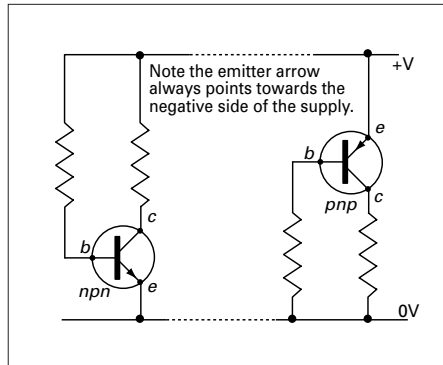 Note the emitter arrow
always points towards the
negative side of the supply.
+V
e
b
pnp
c
c
b
npn
e
0V